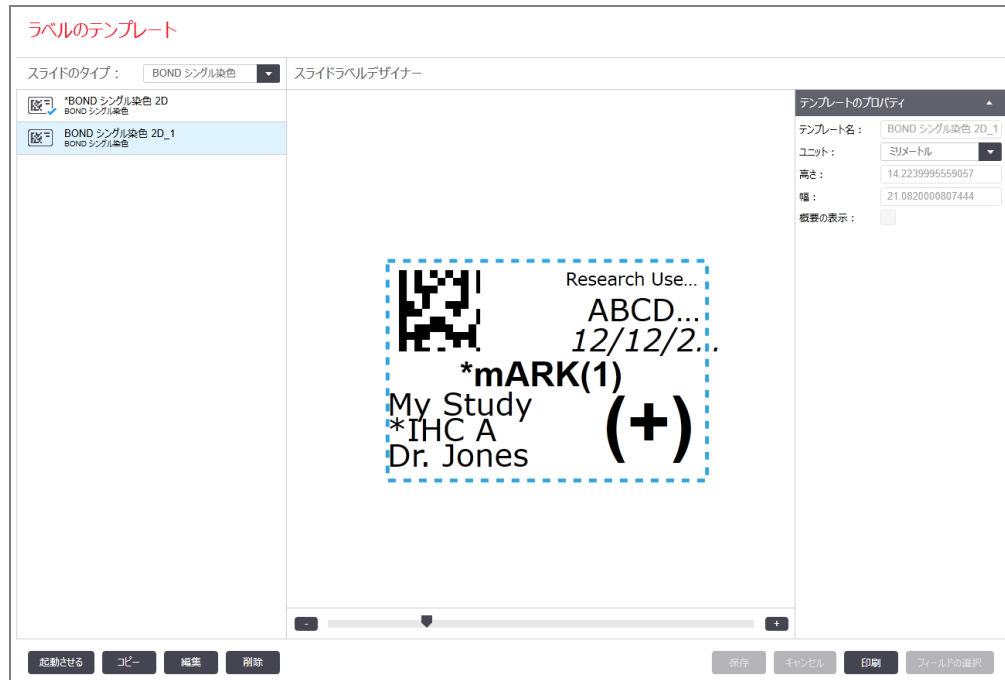 ラベルのテンプレート
スライドのタイプ： BOND シングル染色
スライドラベルデザイナー
*BOND シングル染色 2D
BOND シングル染色
BOND シングル染色 2D_1
BOND シングル染色
Research Use...
ABCD...
12/12/2...
*mARK(1)
My Study
*IHC A
Dr. Jones
(+)
テンプレートのプロパティ
テンプレート名： BOND シングル染色 2D_1
ユニット： ミリメートル
高さ： 14.2239995559057
幅： 21.0820000807444
概要の表示：
- +
起動させる コピー 編集 削除 保存 キャンセル 印刷 フィールドの選択